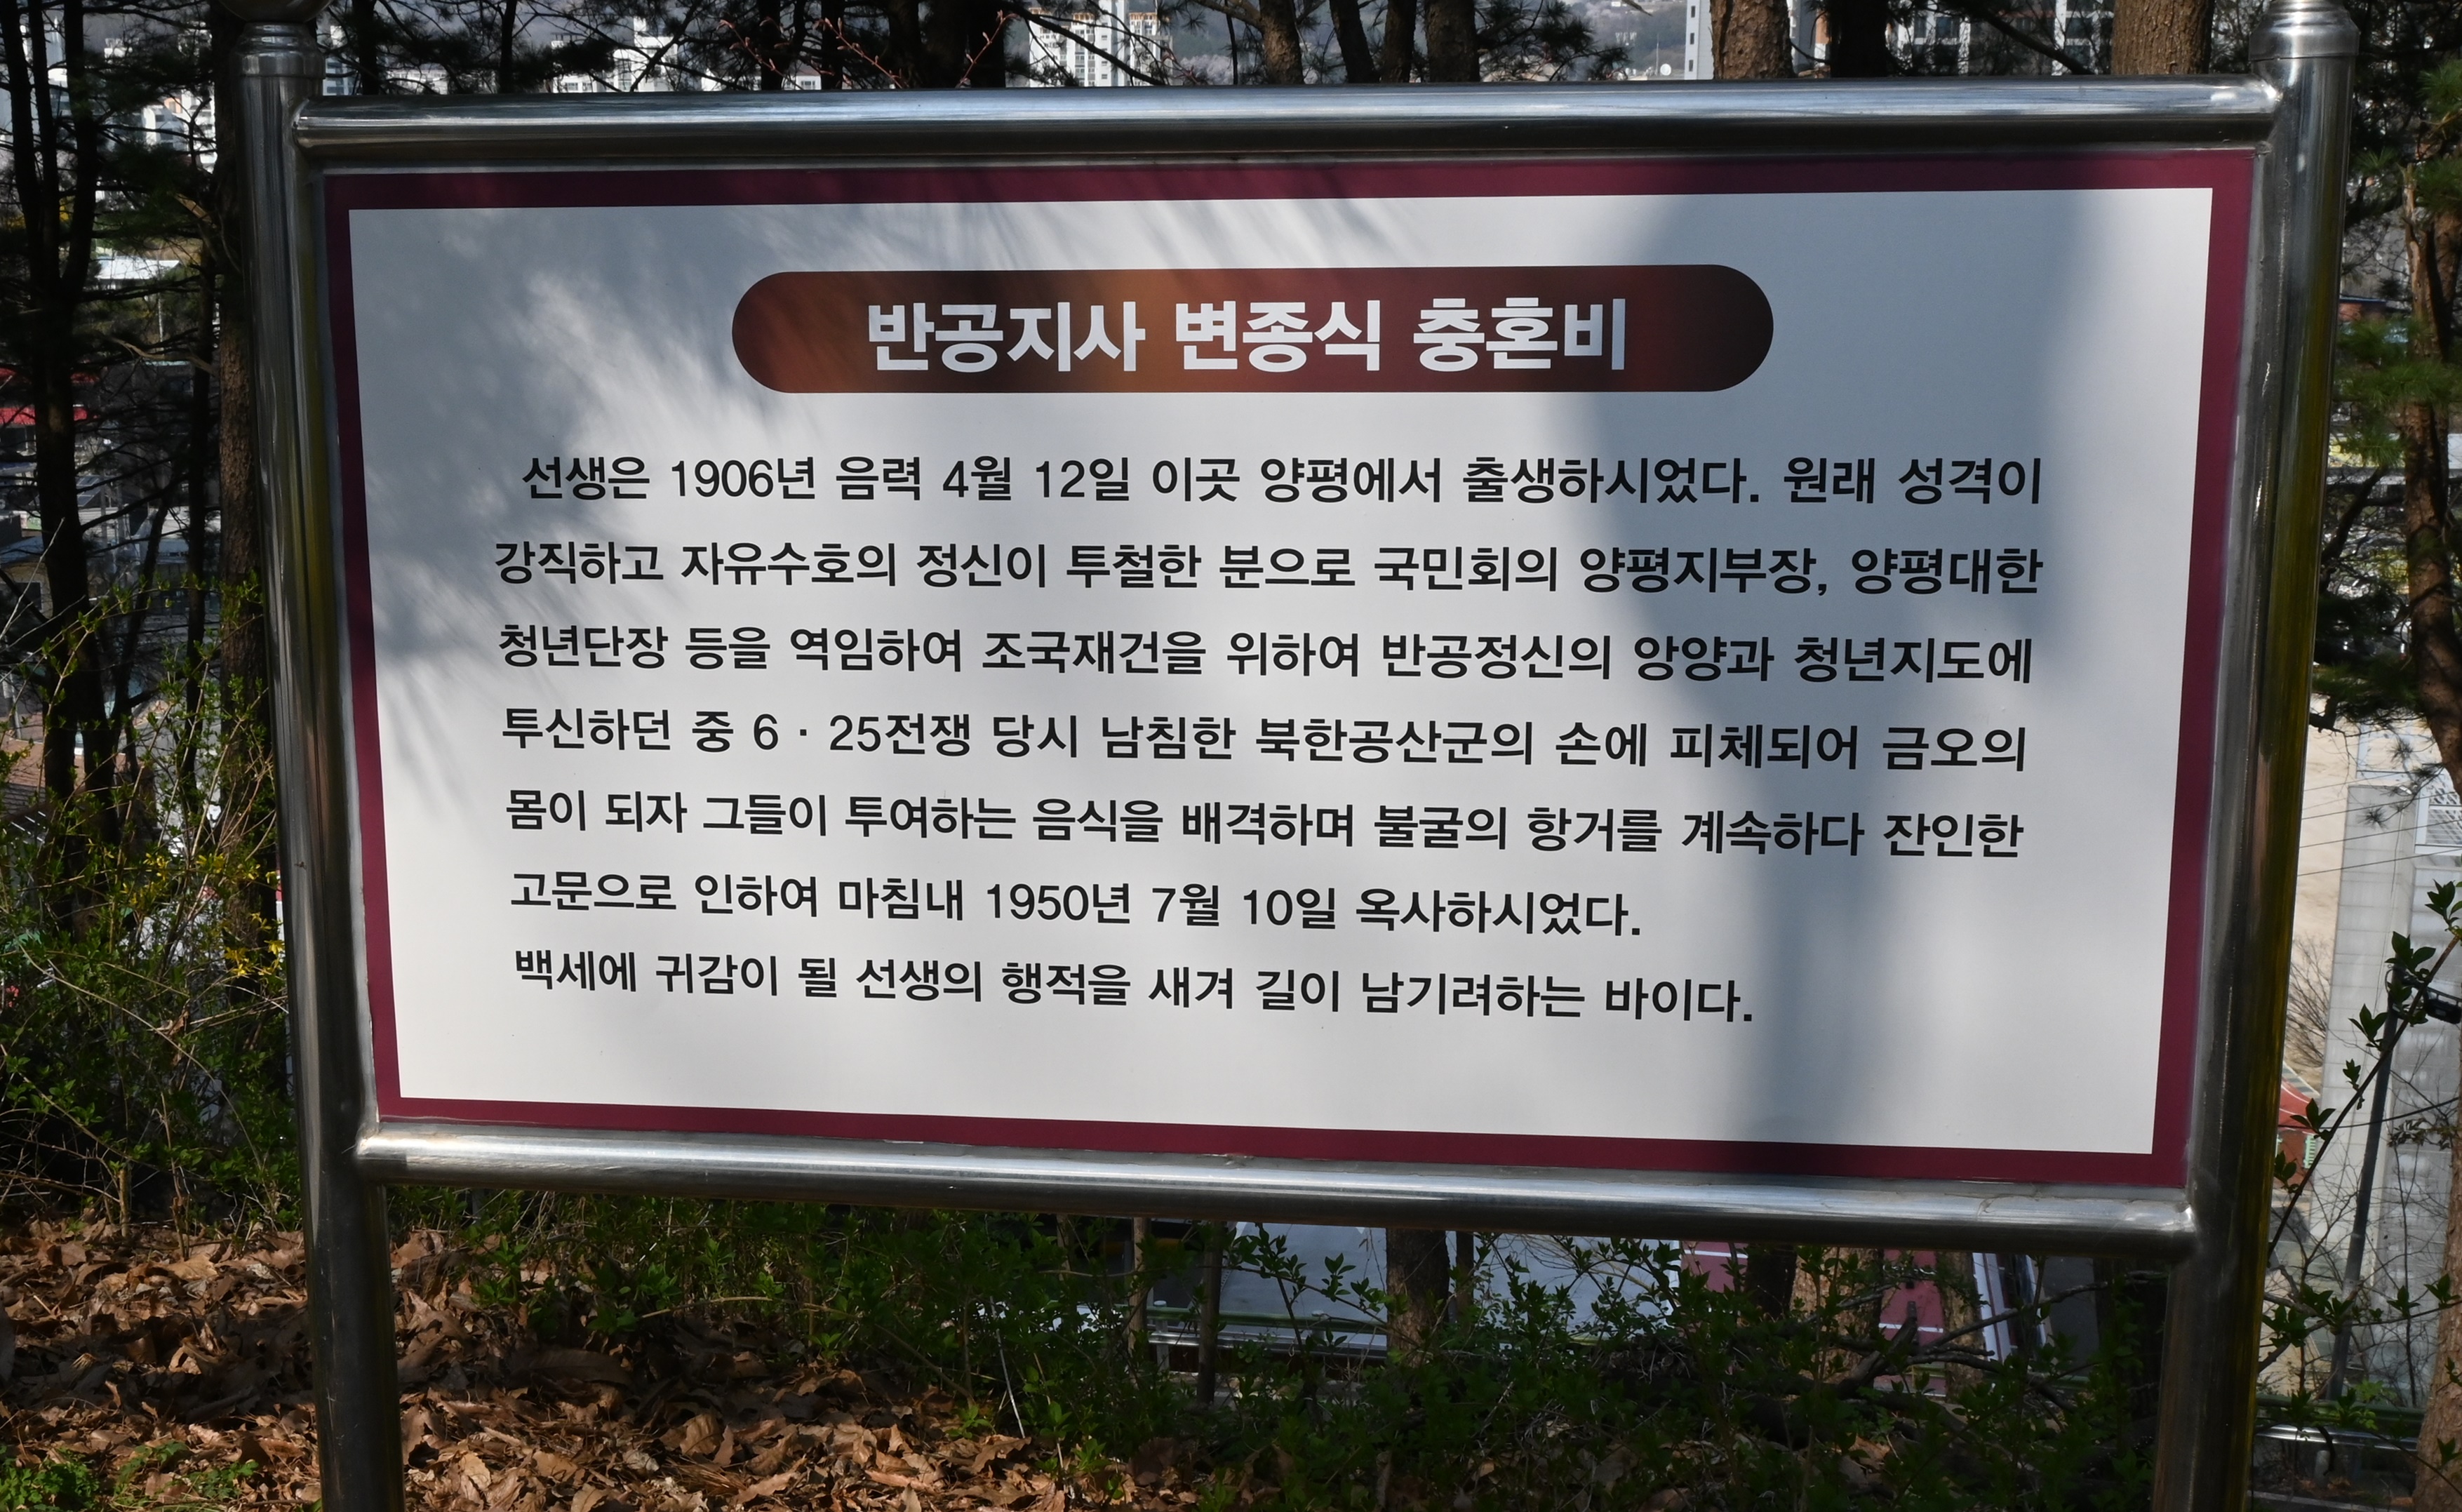 반공지사 변종식 충혼비
선생은 1906년 음력 4월 12일 이곳 양평에서 출생하시었다. 원래 성격이
강직하고 자유수호의 정신이 투철한 분으로 국민회의 양평지부장, 양평대한
청년단장 등을 역임하여 조국재건을 위하여 반공정신의 앙양과 청년지도에
투신하던 중 6 · 25전쟁 당시 남침한 북한공산군의 손에 피체되어 금오의
몸이 되자 그들이 투여하는 음식을 배격하며 불굴의 항거를 계속하다 잔인한
고문으로 인하여 마침내 1950년 7월 10일 옥사하시었다.
백세에 귀감이 될 선생의 행적을 새겨 길이 남기려하는 바이다.